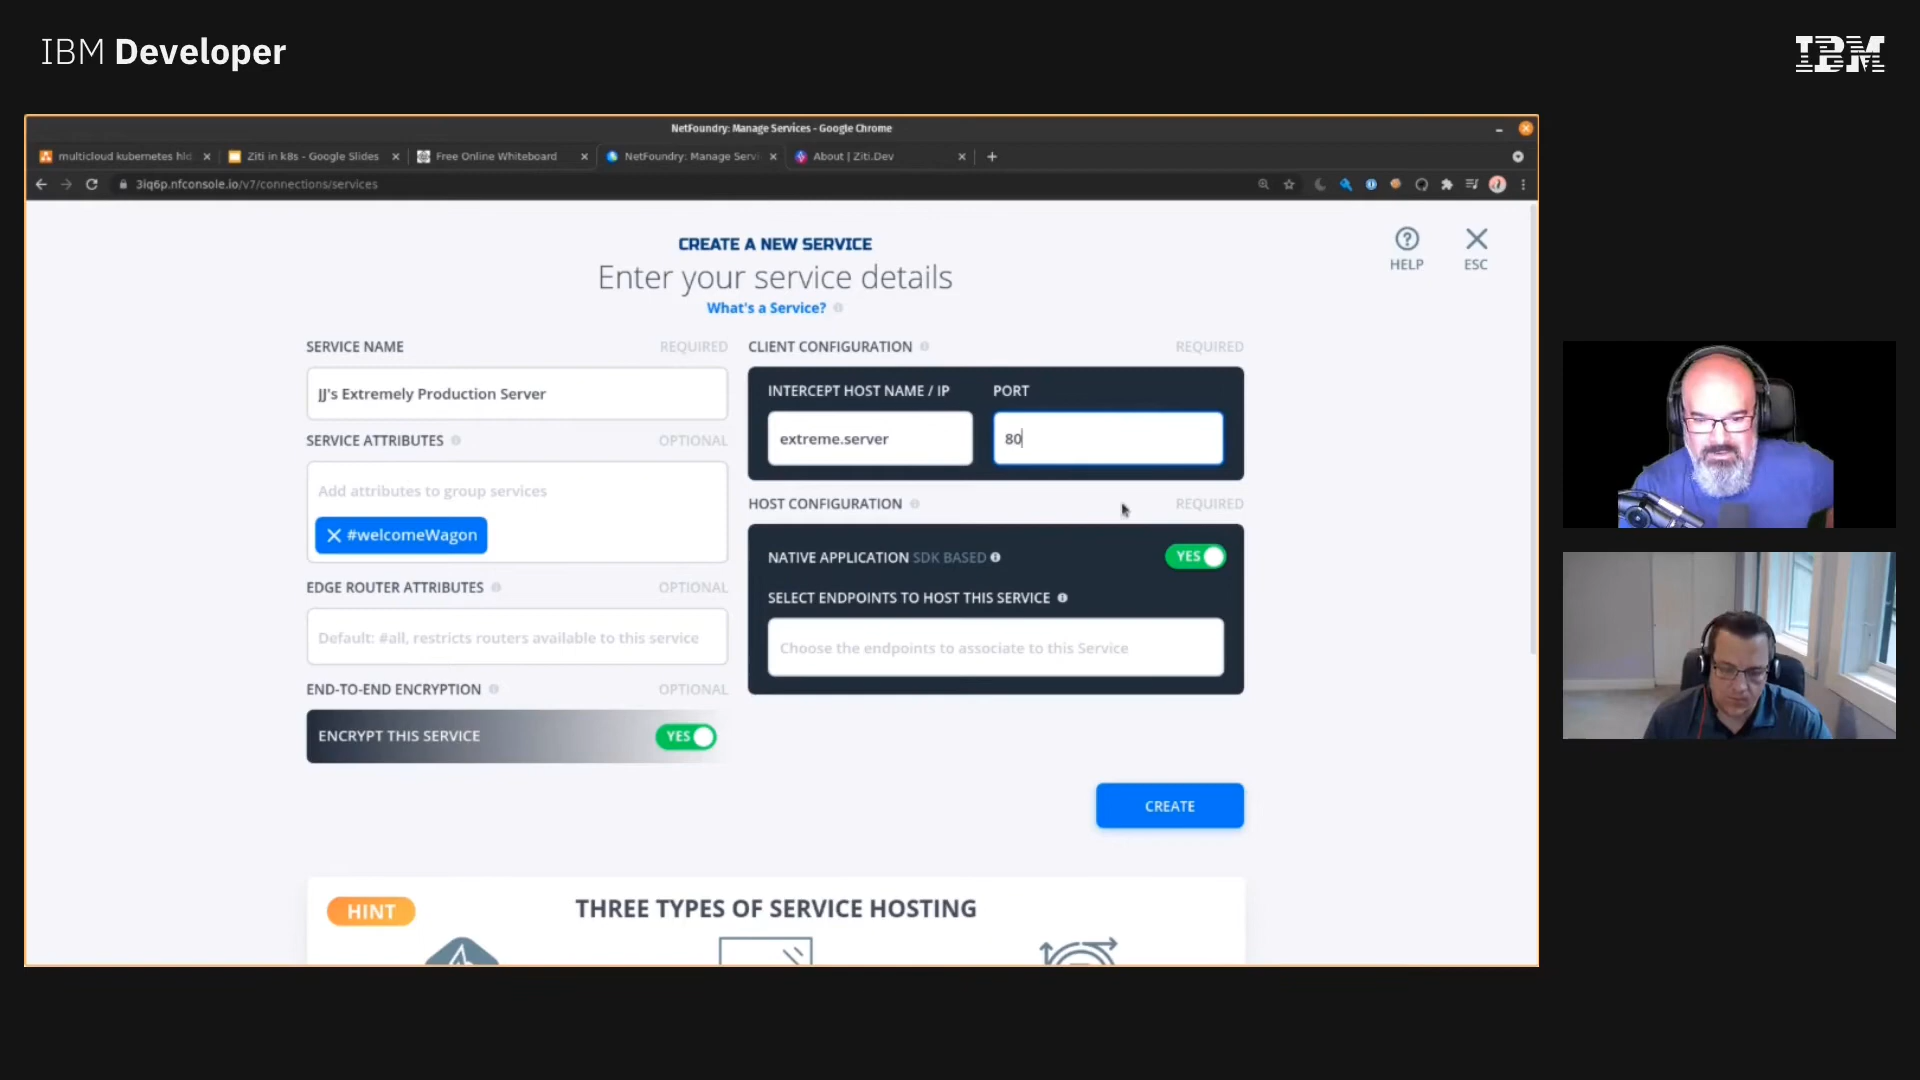 IBM Developer
IBM
NetFoundry: Manage Services - Google Chrome
multicloud kubernetes hld
Ziti in k8s - Google Slides
Free Online Whiteboard
NetFoundry: Manage Servi
About | Ziti.Dev
3iq6p.nfconsole.io/v7/connections/services
CREATE A NEW SERVICE
Enter your service details
What's a Service?
HELP
ESC
SERVICE NAME REQUIRED
JJ's Extremely Production Server
SERVICE ATTRIBUTES OPTIONAL
Add attributes to group services
#welcomeWagon
EDGE ROUTER ATTRIBUTES OPTIONAL
Default: #all, restricts routers available to this service
END-TO-END ENCRYPTION OPTIONAL
ENCRYPT THIS SERVICE YES
CLIENT CONFIGURATION REQUIRED
INTERCEPT HOST NAME / IP PORT
extreme.server 80
HOST CONFIGURATION REQUIRED
NATIVE APPLICATION SDK BASED YES
SELECT ENDPOINTS TO HOST THIS SERVICE
Choose the endpoints to associate to this Service
CREATE
HINT
THREE TYPES OF SERVICE HOSTING